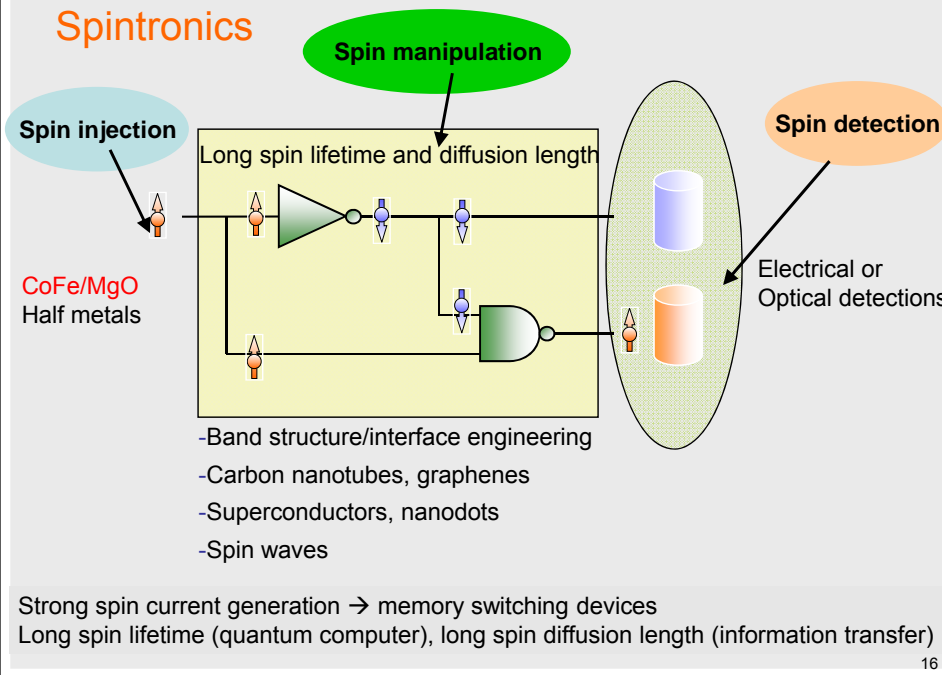 Spintronics
Spin manipulation
Spin injection
Spin detection
Long spin lifetime and diffusion length
CoFe/MgO
Half metals
Electrical or
Optical detections
-Band structure/interface engineering
-Carbon nanotubes, graphenes
-Superconductors, nanodots
-Spin waves
Strong spin current generation → memory switching devices
Long spin lifetime (quantum computer), long spin diffusion length (information transfer)
16